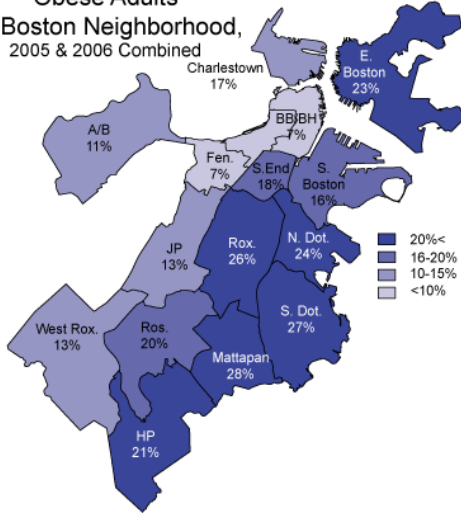 Obese Adults
Boston Neighborhood,
2005 & 2006 Combined
Charlestown
17%
E.
Boston
23%
A/B
11%
BB/BH
7%
Fen.
7%
S.End
18%
S.
Boston
16%
JP
13%
Rox.
26%
N. Dot.
24%
20%<
16-20%
10-15%
<10%
West Rox.
13%
Ros.
20%
S. Dot.
27%
Mattapan
28%
HP
21%